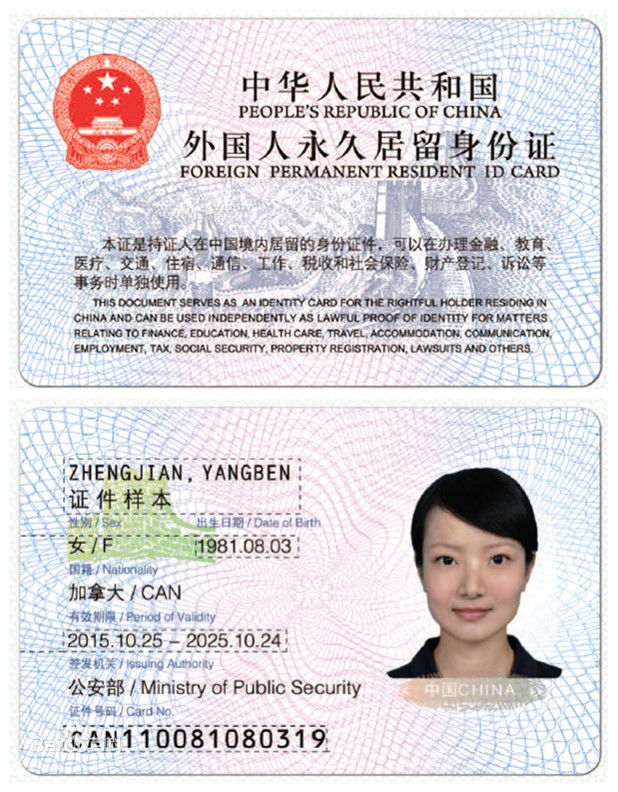 中华人民共和国
PEOPLE'S REPUBLIC OF CHINA
外国人永久居留身份证
FOREIGN PERMANENT RESIDENT ID CARD
本证是持证人在中国境内居留的身份证件，可以在办理金融、教育、
医疗、交通、住宿、通信、工作、税收和社会保险、财产登记、诉讼等
事务时单独使用。
THIS DOCUMENT SERVES AS AN IDENTITY CARD FOR THE RIGHTFUL HOLDER RESIDING IN
CHINA AND CAN BE USED INDEPENDENTLY AS LAWFUL PROOF OF IDENTITY FOR MATTERS
RELATING TO FINANCE, EDUCATION, HEALTH CARE, TRAVEL, ACCOMMODATION, COMMUNICATION,
EMPLOYMENT, TAX, SOCIAL SECURITY, PROPERTY REGISTRATION, LAWSUITS AND OTHERS.
ZHENGJIAN, YANGBEN
证件样本
性别 / Sex 出生日期 / Date of Birth
女 / F 1981.08.03
国籍 / Nationality
加拿大 / CAN
有效期限 / Period of Validity
2015.10.25 – 2025.10.24
签发机关 / Issuing Authority
公安部 / Ministry of Public Security
中国CHINA
证件号码 / Card No.
CAN110081080319